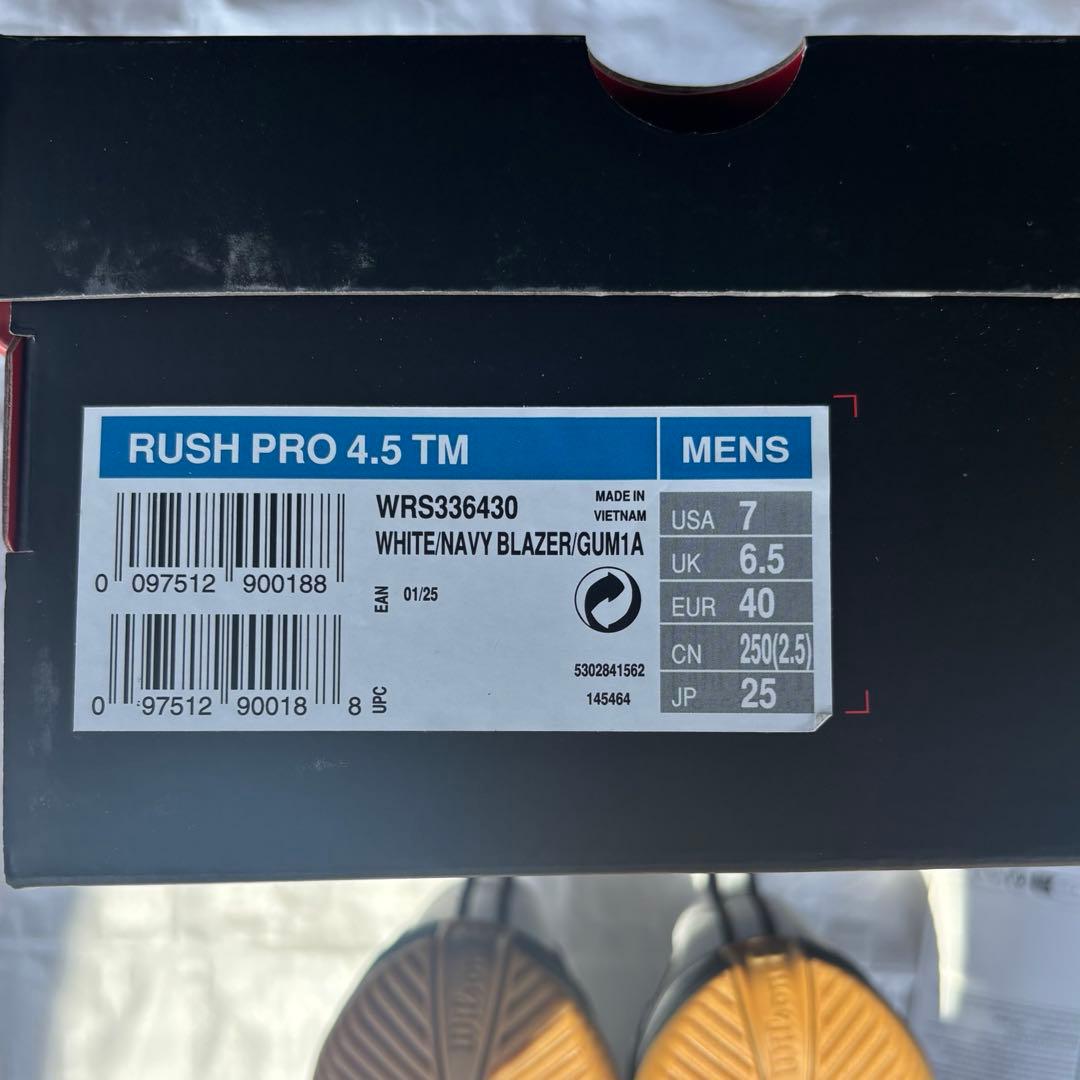 RUSH PRO 4.5 TM
MENS
0 097512 900188
WRS336430
MADE IN
VIETNAM
WHITE/NAVY BLAZER/GUM1A
EAN 01/25
0 97512 90018 8 UPC
5302841562
145464
USA 7
UK 6.5
EUR 40
CN 250(2.5)
JP 25
Wilson
Wilson